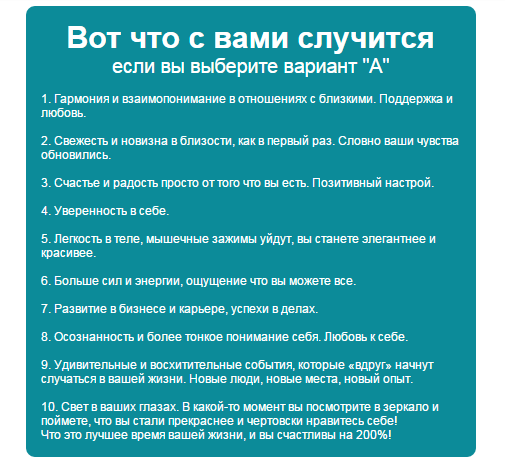 Вот что с вами случится
если вы выберите вариант "А"
1. Гармония и взаимопонимание в отношениях с близкими. Поддержка и
любовь.
2. Свежесть и новизна в близости, как в первый раз. Словно ваши чувства
обновились.
3. Счастье и радость просто от того что вы есть. Позитивный настрой.
4. Уверенность в себе.
5. Легкость в теле, мышечные зажимы уйдут, вы станете элегантнее и
красивее.
6. Больше сил и энергии, ощущение что вы можете все.
7. Развитие в бизнесе и карьере, успехи в делах.
8. Осознанность и более тонкое понимание себя. Любовь к себе.
9. Удивительные и восхитительные события, которые «вдруг» начнут
случаться в вашей жизни. Новые люди, новые места, новый опыт.
10. Свет в ваших глазах. В какой-то момент вы посмотрите в зеркало и
поймете, что вы стали прекраснее и чертовски нравитесь себе!
Что это лучшее время вашей жизни, и вы счастливы на 200%!